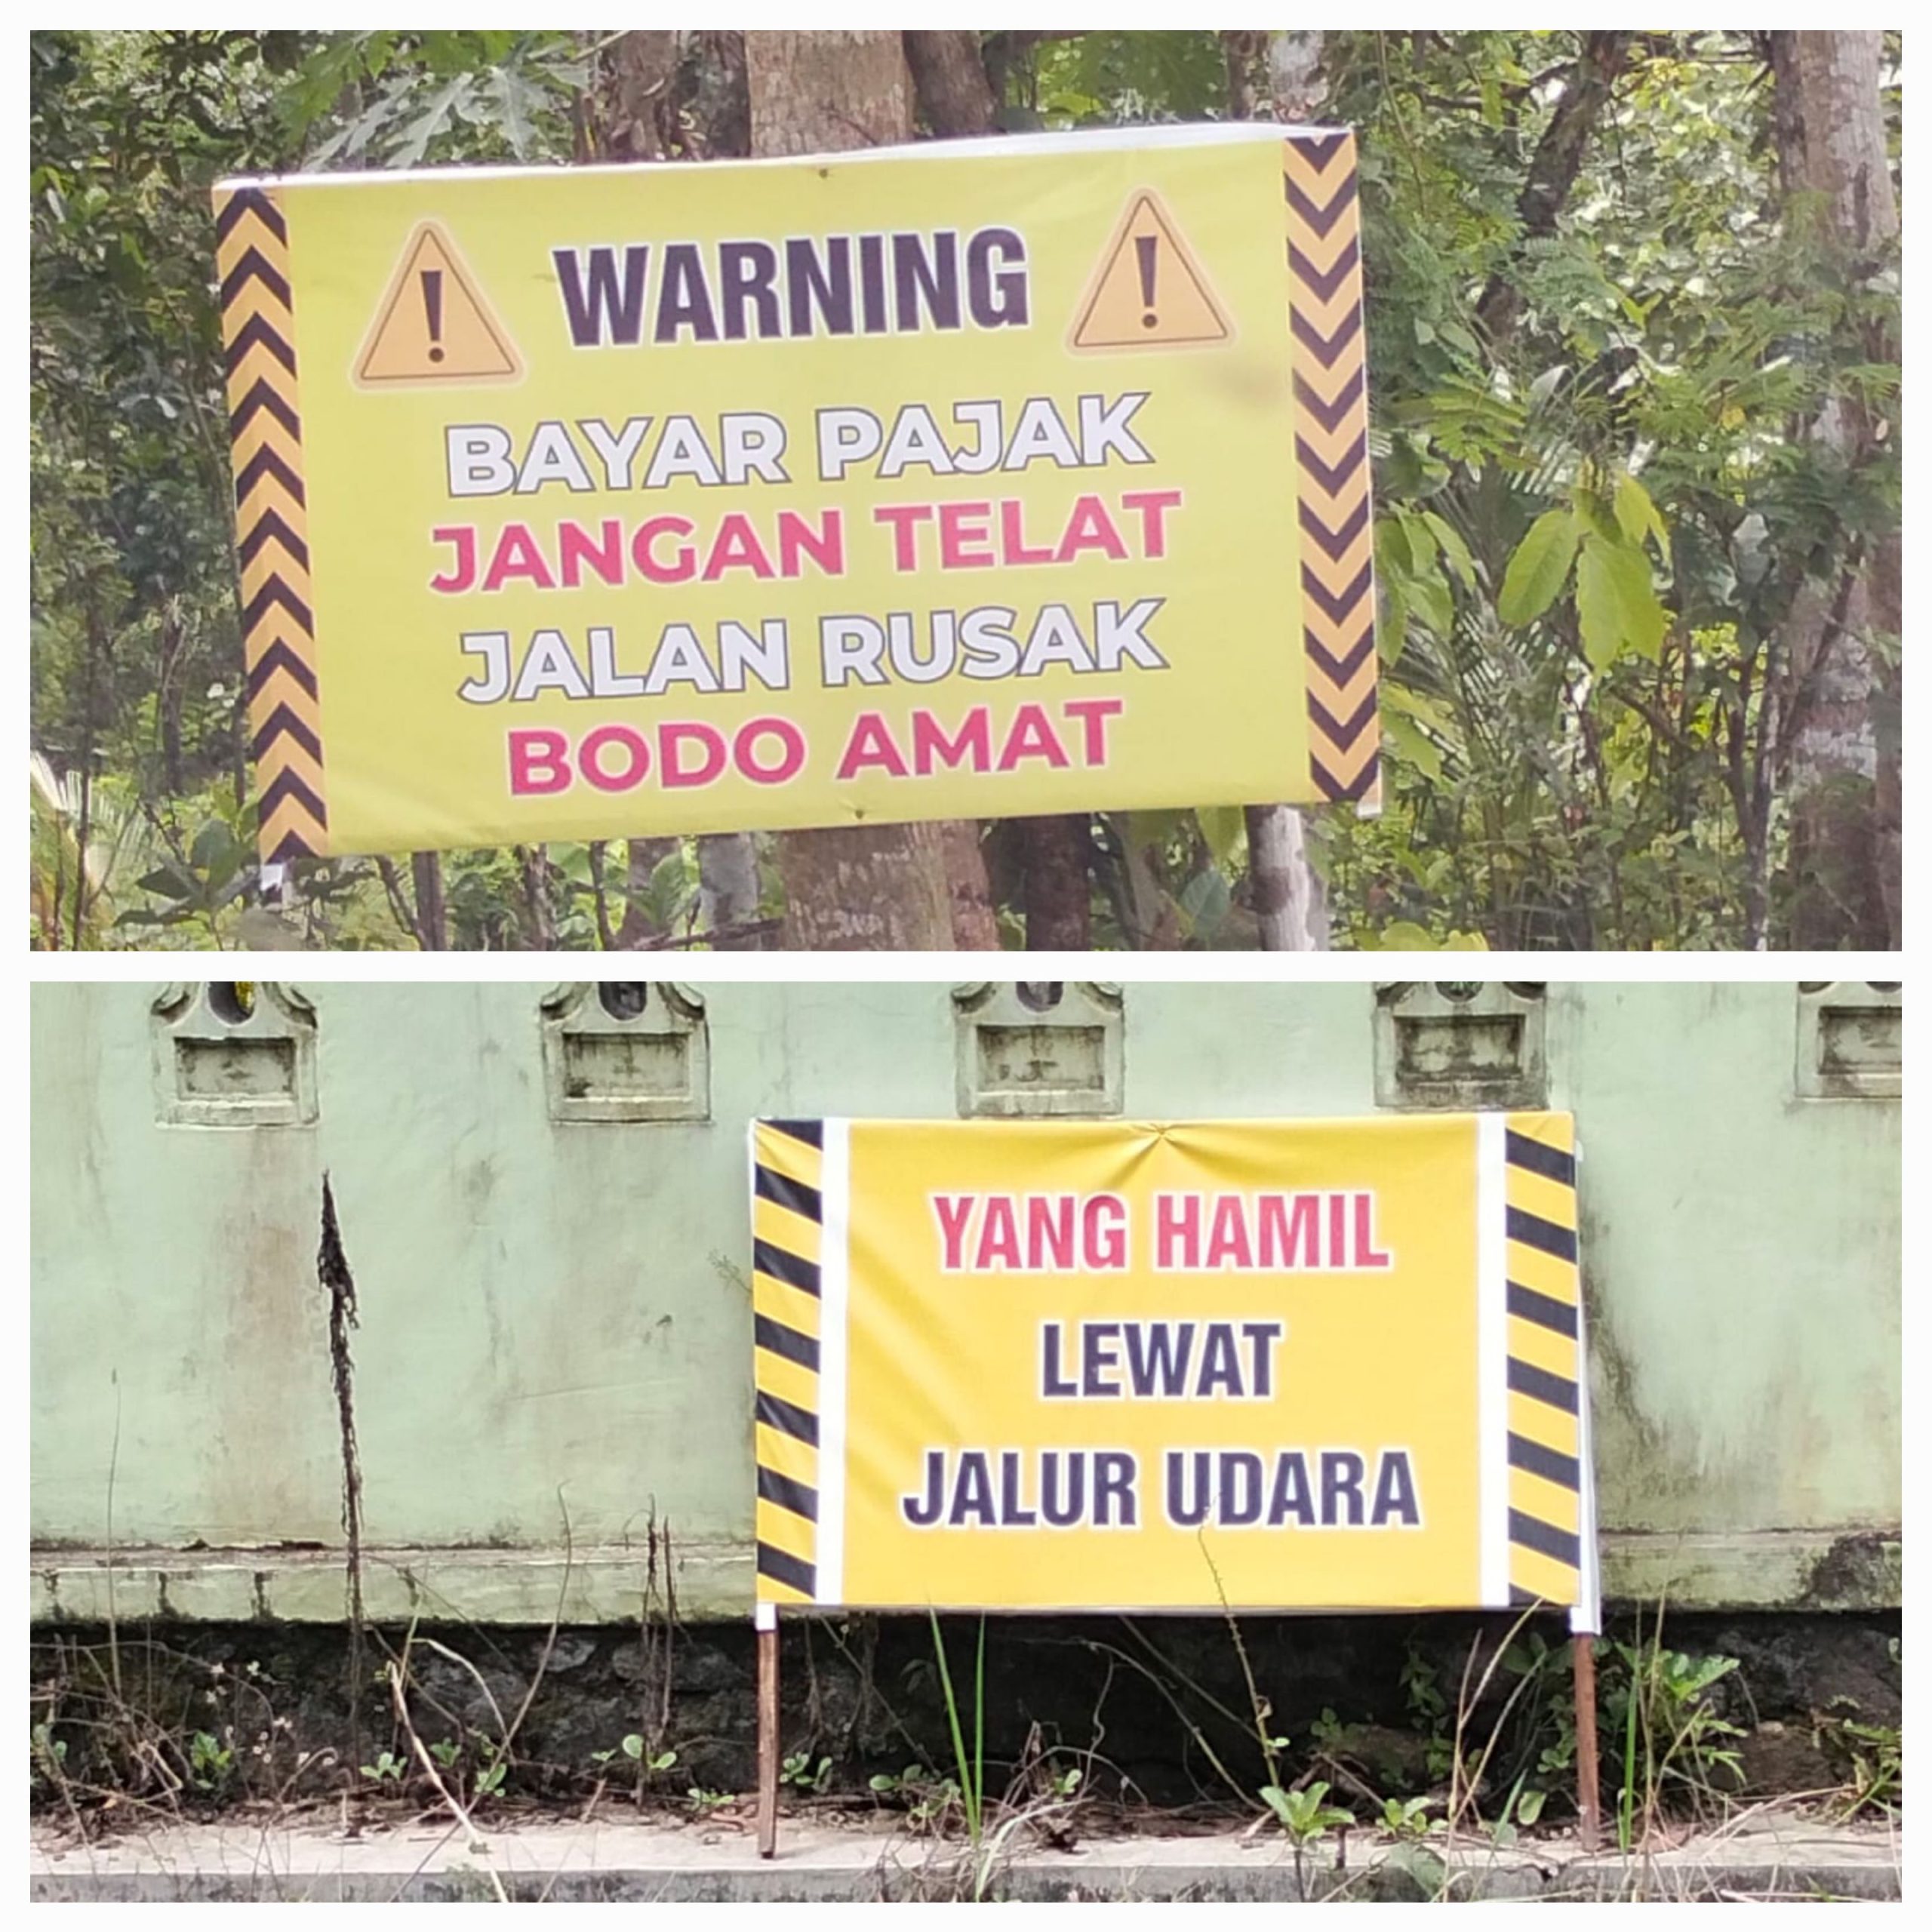 WARNING
BAYAR PAJAK
JANGAN TELAT
JALAN RUSAK
BODO AMAT
YANG HAMIL
LEWAT
JALUR UDARA